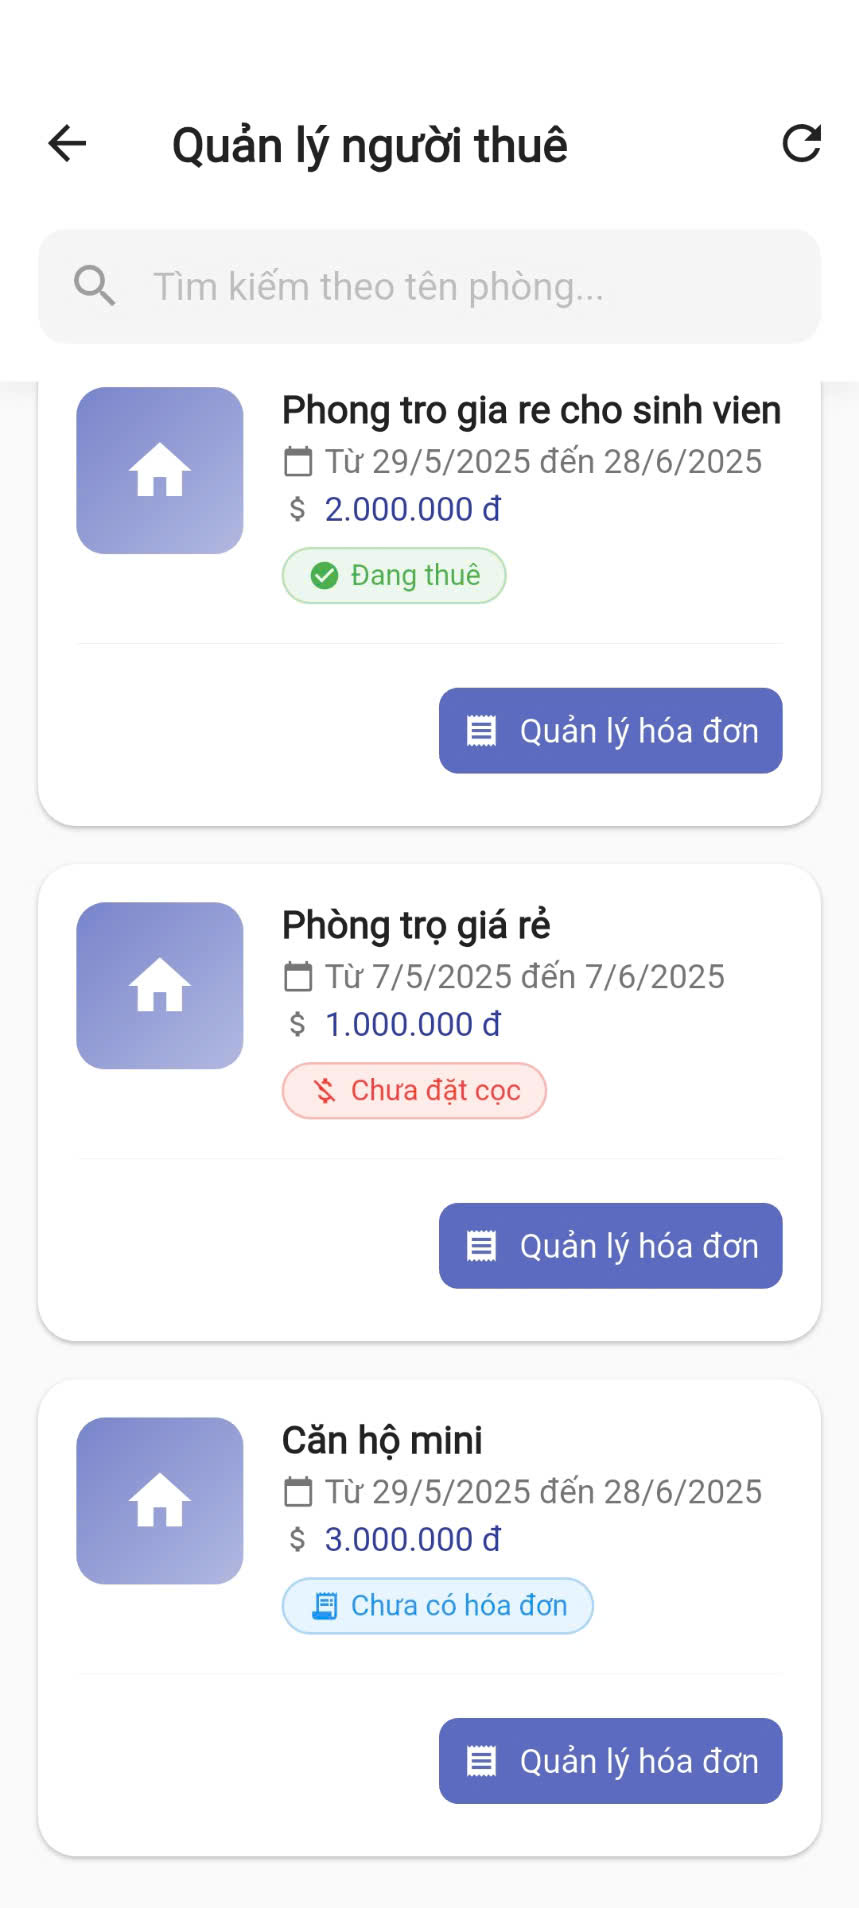 Quản lý người thuê
Tìm kiếm theo tên phòng...
Phong tro gia re cho sinh vien
Từ 29/5/2025 đến 28/6/2025
$ 2.000.000 đ
Đang thuê
Quản lý hóa đơn
Phòng trọ giá rẻ
Từ 7/5/2025 đến 7/6/2025
$ 1.000.000 đ
Chưa đặt cọc
Quản lý hóa đơn
Căn hộ mini
Từ 29/5/2025 đến 28/6/2025
$ 3.000.000 đ
Chưa có hóa đơn
Quản lý hóa đơn